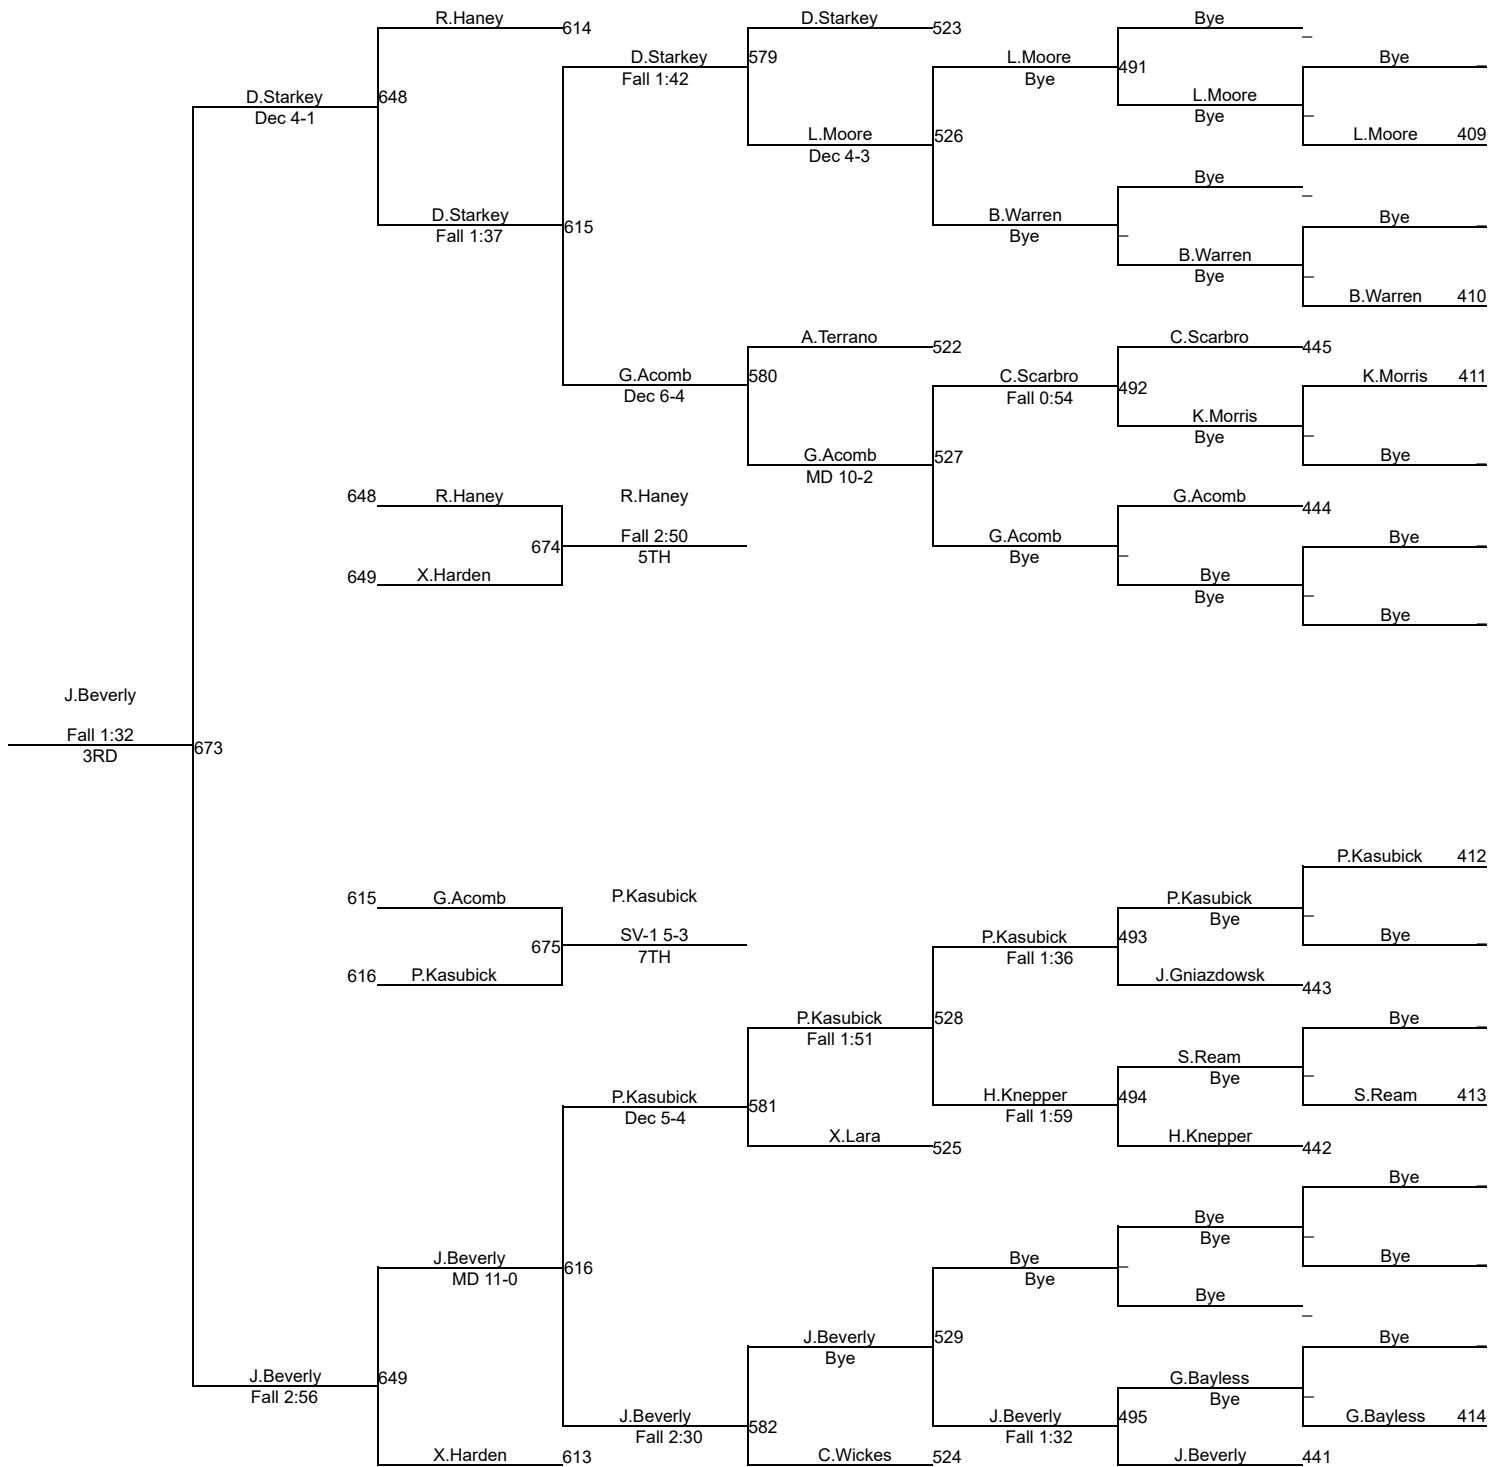 R.Haney 614 D.Starkey 523 Bye _
D.Starkey 579 L.Moore 491 Bye _
Fall 1:42 Bye
D.Starkey 648 L.Moore
Dec 4-1 Bye _
L.Moore 526 L.Moore 409
Dec 4-3
Bye _
D.Starkey 615 B.Warren Bye _
Fall 1:37 Bye _
B.Warren
Bye _
B.Warren 410
A.Terrano 522 C.Scarbro 445
G.Acomb 580 C.Scarbro 492 K.Morris 411
Dec 6-4 Fall 0:54
K.Morris
Bye _
G.Acomb 527 Bye _
MD 10-2
648 R.Haney R.Haney G.Acomb 444
674 Fall 2:50 G.Acomb Bye _
5TH Bye _
649 X.Harden Bye
Bye _
Bye _
J.Beverly
Fall 1:32 673
3RD
P.Kasubick 412
615 G.Acomb P.Kasubick P.Kasubick
Bye _
675 SV-1 5-3 P.Kasubick 493 Bye _
7TH Fall 1:36
616 P.Kasubick J.Gniazdowsk 443
P.Kasubick 528 Bye _
Fall 1:51
S.Ream
Bye _
P.Kasubick 581 H.Knepper 494 S.Ream 413
Dec 5-4 Fall 1:59
X.Lara 525 H.Knepper 442
Bye _
Bye
Bye _
J.Beverly 616 Bye _ Bye _
MD 11-0 Bye
Bye _
J.Beverly 529 Bye _
Bye
J.Beverly 649 G.Bayless
Fall 2:56 Bye _
J.Beverly 582 J.Beverly 495 G.Bayless 414
Fall 2:30 Fall 1:32
X.Harden 613 C.Wickes 524 J.Beverly 441